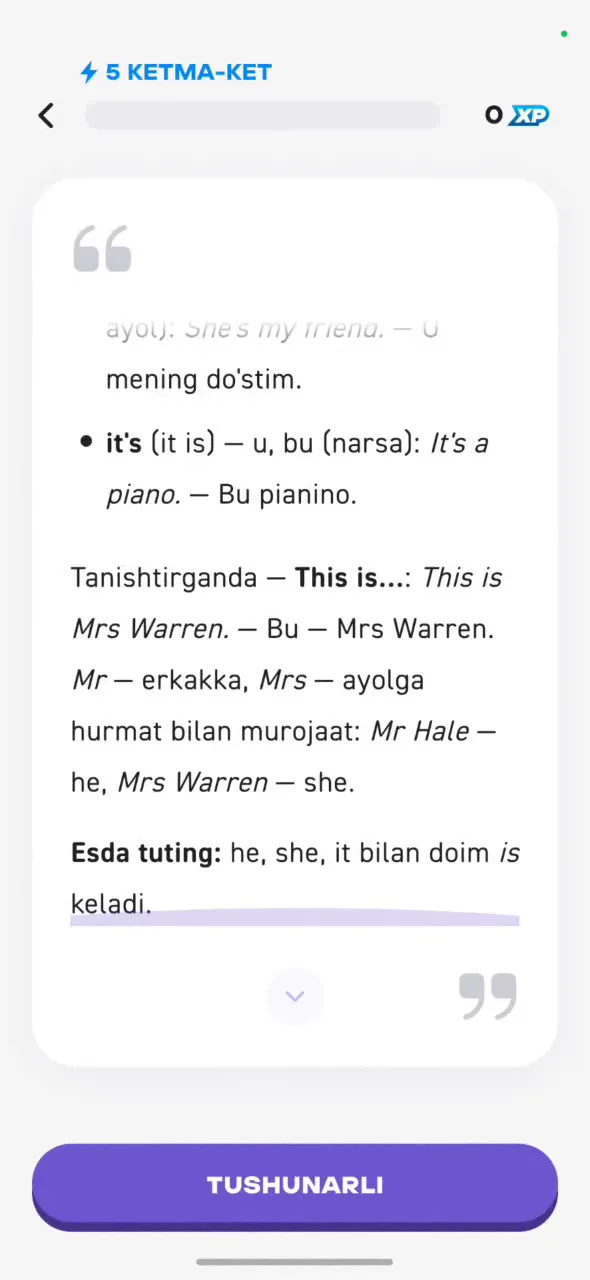 5 KETMA-KET
0 XP
ayol): She's my friend. — U
mening do'stim.
• it's (it is) — u, bu (narsa): It's a
piano. — Bu pianino.
Tanishtirganda — This is...: This is
Mrs Warren. — Bu — Mrs Warren.
Mr — erkakka, Mrs — ayolga
hurmat bilan murojaat: Mr Hale —
he, Mrs Warren — she.
Esda tuting: he, she, it bilan doim is
keladi.
TUSHUNARLI